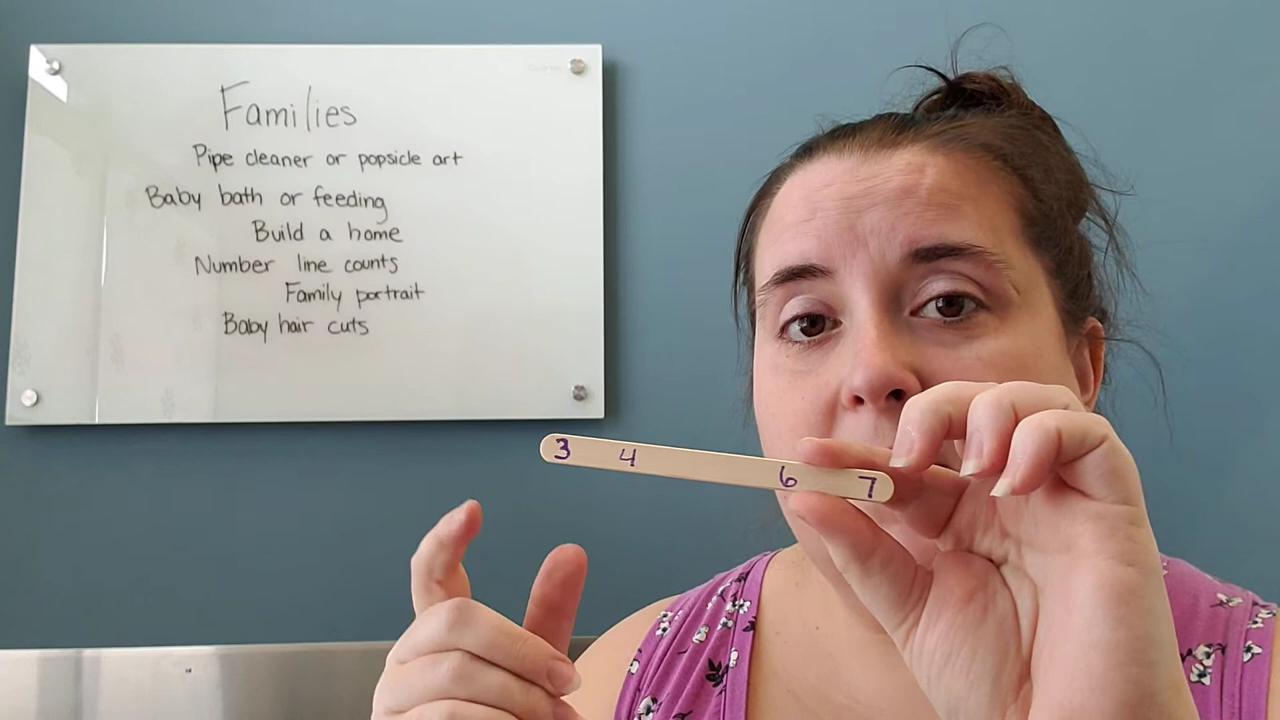 Families
Pipe cleaner or popsicle art
Baby bath or feeding
Build a home
Number line counts
Family portrait
Baby hair cuts
3 4 6 7